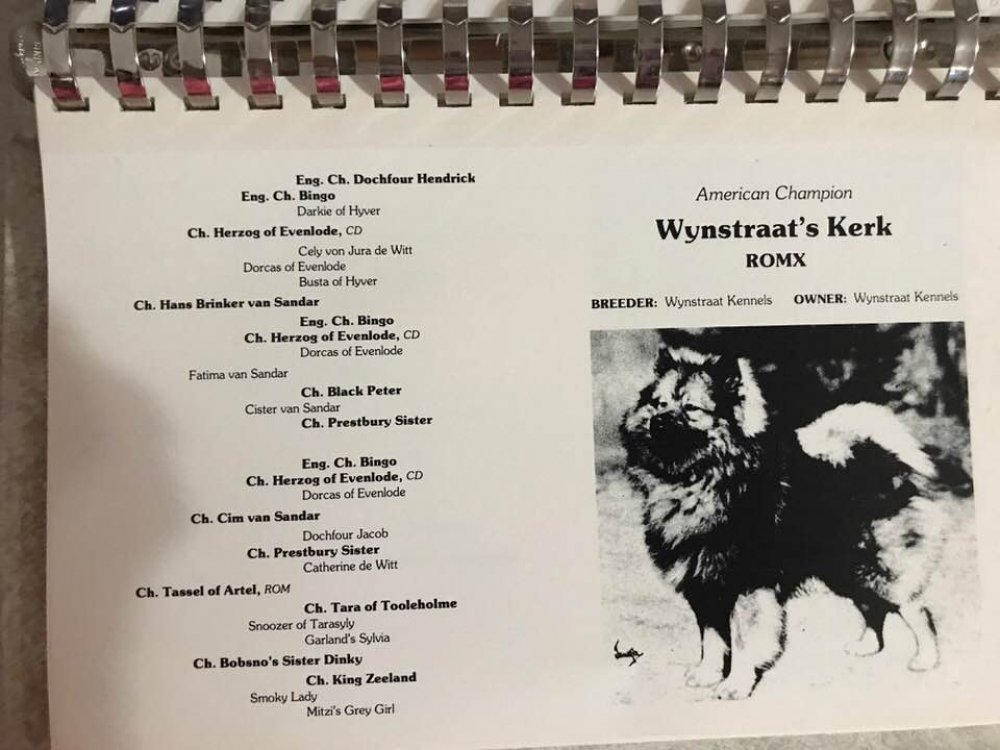 Eng. Ch. Dochfour Hendrick
Eng. Ch. Bingo
Darkie of Hyver
Ch. Herzog of Evenlode, CD
Cely von Jura de Witt
Dorcas of Evenlode
Busta of Hyver
Ch. Hans Brinker van Sandar
Eng. Ch. Bingo
Ch. Herzog of Evenlode, CD
Dorcas of Evenlode
Fatima van Sandar
Ch. Black Peter
Cister van Sandar
Ch. Prestbury Sister
Eng. Ch. Bingo
Ch. Herzog of Evenlode, CD
Dorcas of Evenlode
Ch. Cim van Sandar
Dochfour Jacob
Ch. Prestbury Sister
Catherine de Witt
Ch. Tassel of Artel, ROM
Ch. Tara of Tooleholme
Snoozer of Tarasyly
Garland's Sylvia
Ch. Bobsno's Sister Dinky
Ch. King Zeeland
Smoky Lady
Mitzi's Grey Girl
American Champion
Wynstraat's Kerk
ROMX
BREEDER: Wynstraat Kennels OWNER: Wynstraat Kennels